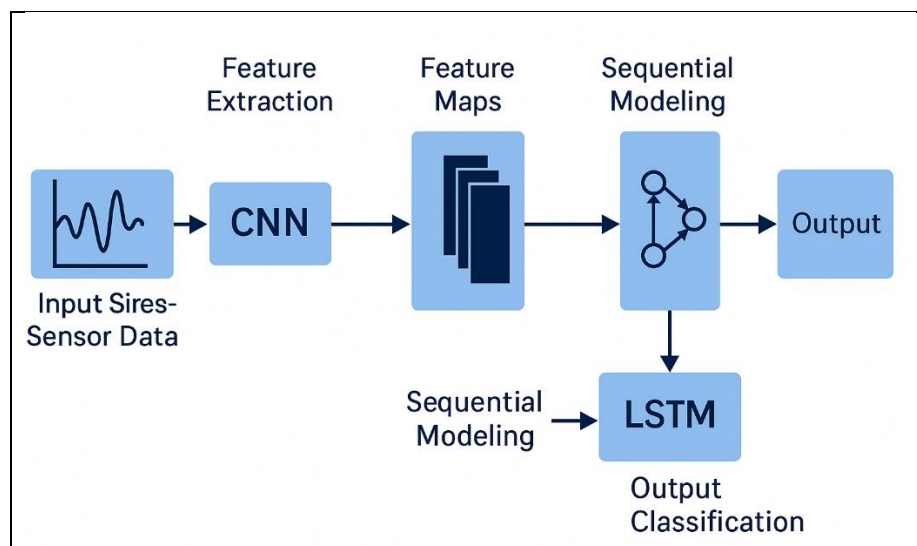 Feature
Extraction
Feature
Maps
Sequential
Modeling
CNN
Output
Input Sires-
Sensor Data
Sequential
Modeling
LSTM
Output
Classification